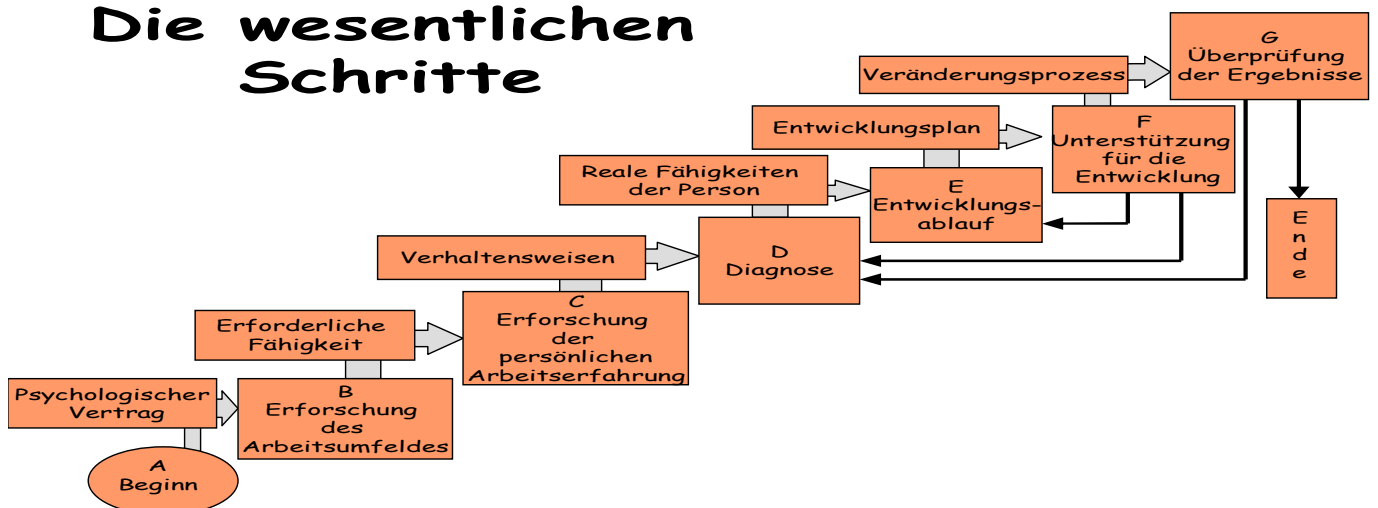 Die wesentlichen
Schritte
A
Beginn
Psychologischer
Vertrag
B
Erforschung
des
Arbeitsumfeldes
Erforderliche
Fähigkeit
C
Erforschung
der
persönlichen
Arbeitserfahrung
Verhaltensweisen
D
Diagnose
Reale Fähigkeiten
der Person
E
Entwicklungs-
ablauf
Entwicklungsplan
F
Unterstützung
für die
Entwicklung
Veränderungsprozess
G
Überprüfung
der Ergebnisse
E
n
d
e